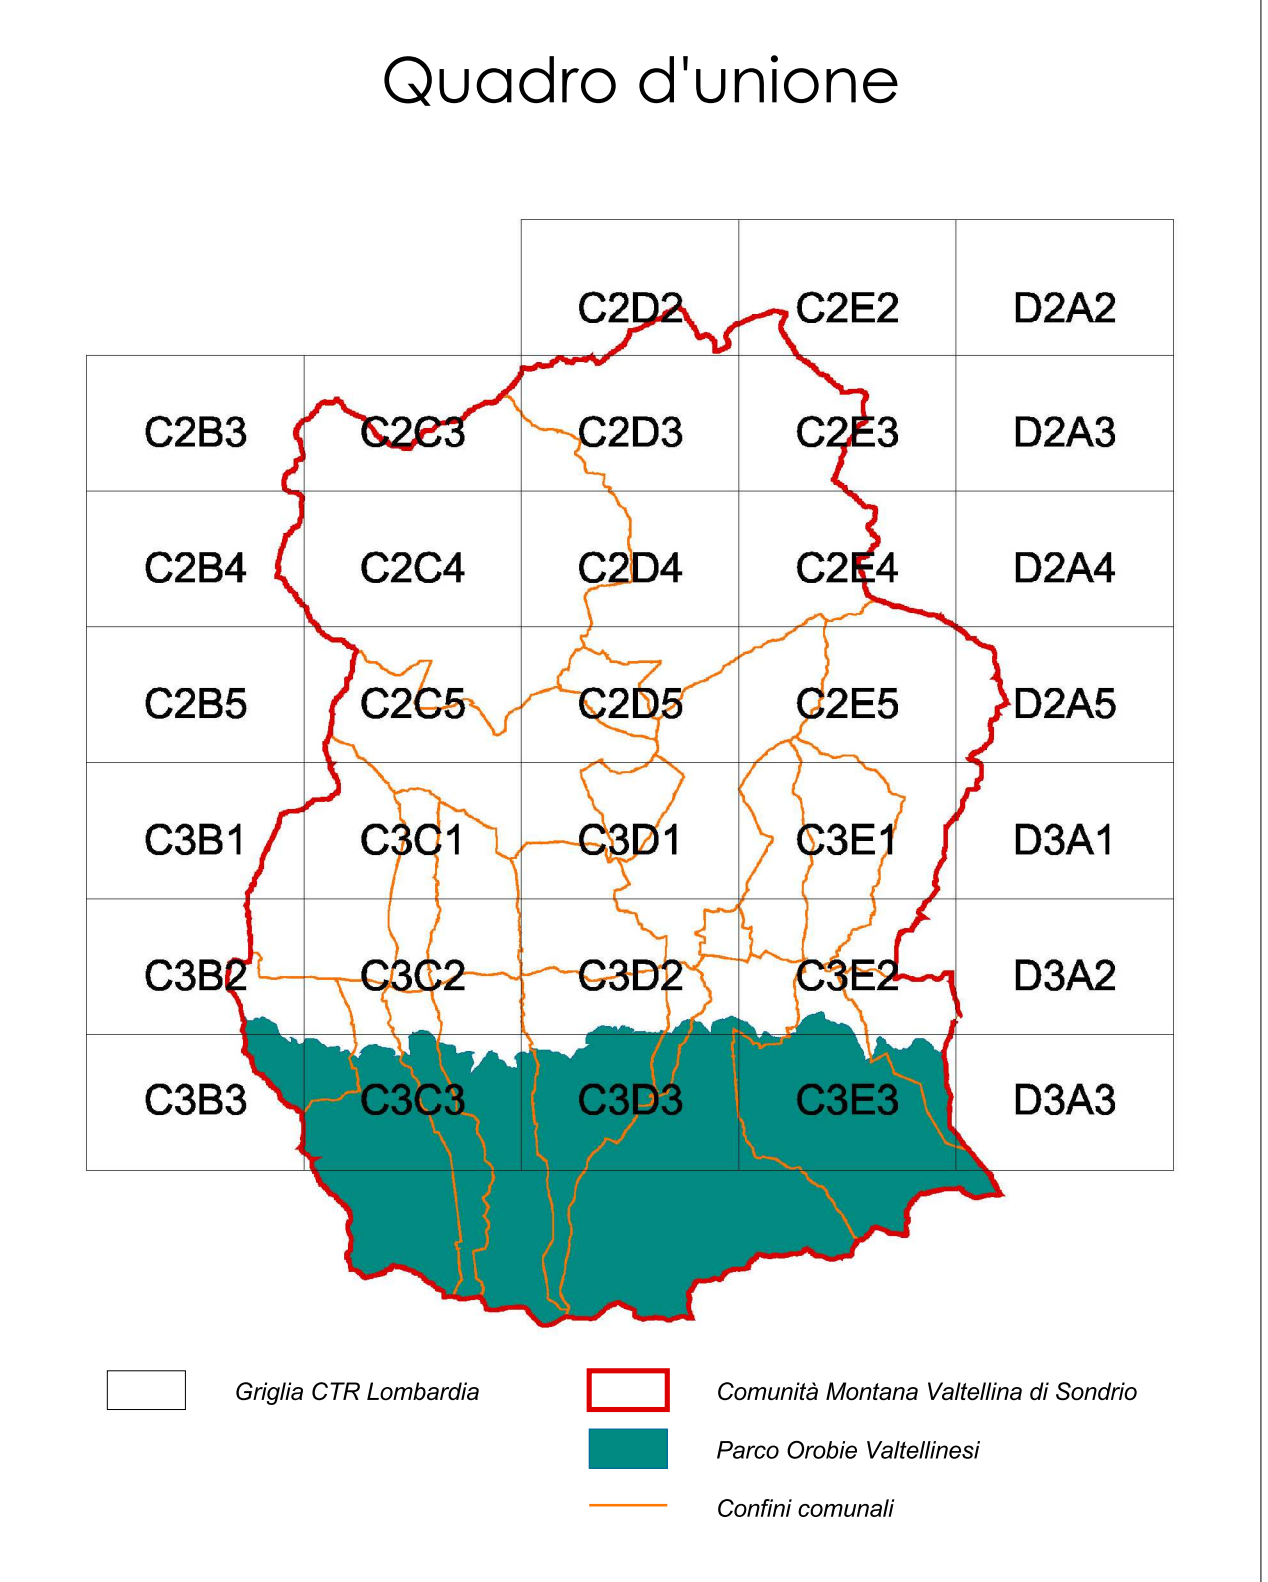 Quadro d'unione
C2D2 C2E2 D2A2
C2B3 C2C3 C2D3 C2E3 D2A3
C2B4 C2C4 C2D4 C2E4 D2A4
C2B5 C2C5 C2D5 C2E5 D2A5
C3B1 C3C1 C3D1 C3E1 D3A1
C3B2 C3C2 C3D2 C3E2 D3A2
C3B3 C3C3 C3D3 C3E3 D3A3
Griglia CTR Lombardia
Comunità Montana Valtellina di Sondrio
Parco Orobie Valtellinesi
Confini comunali